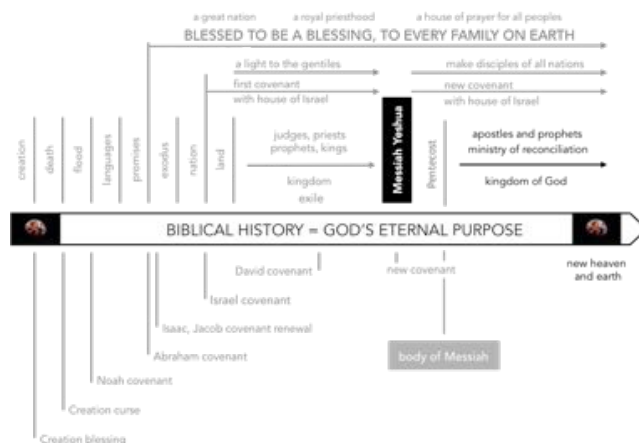 a great nation a royal priesthood a house of prayer for all peoples
BLESSED TO BE A BLESSING, TO EVERY FAMILY ON EARTH
a light to the gentiles make disciples of all nations
first covenant new covenant
with house of Israel with house of Israel
creation
death
flood
languages
promises
exodus
nation
land
judges, priests
prophets, kings
kingdom
exile
Messiah Yeshua
Pentecost
apostles and prophets
ministry of reconciliation
kingdom of God
BIBLICAL HISTORY = GOD'S ETERNAL PURPOSE
new heaven
and earth
David covenant
new covenant
Israel covenant
Isaac, Jacob covenant renewal
Abraham covenant
body of Messiah
Noah covenant
Creation curse
Creation blessing